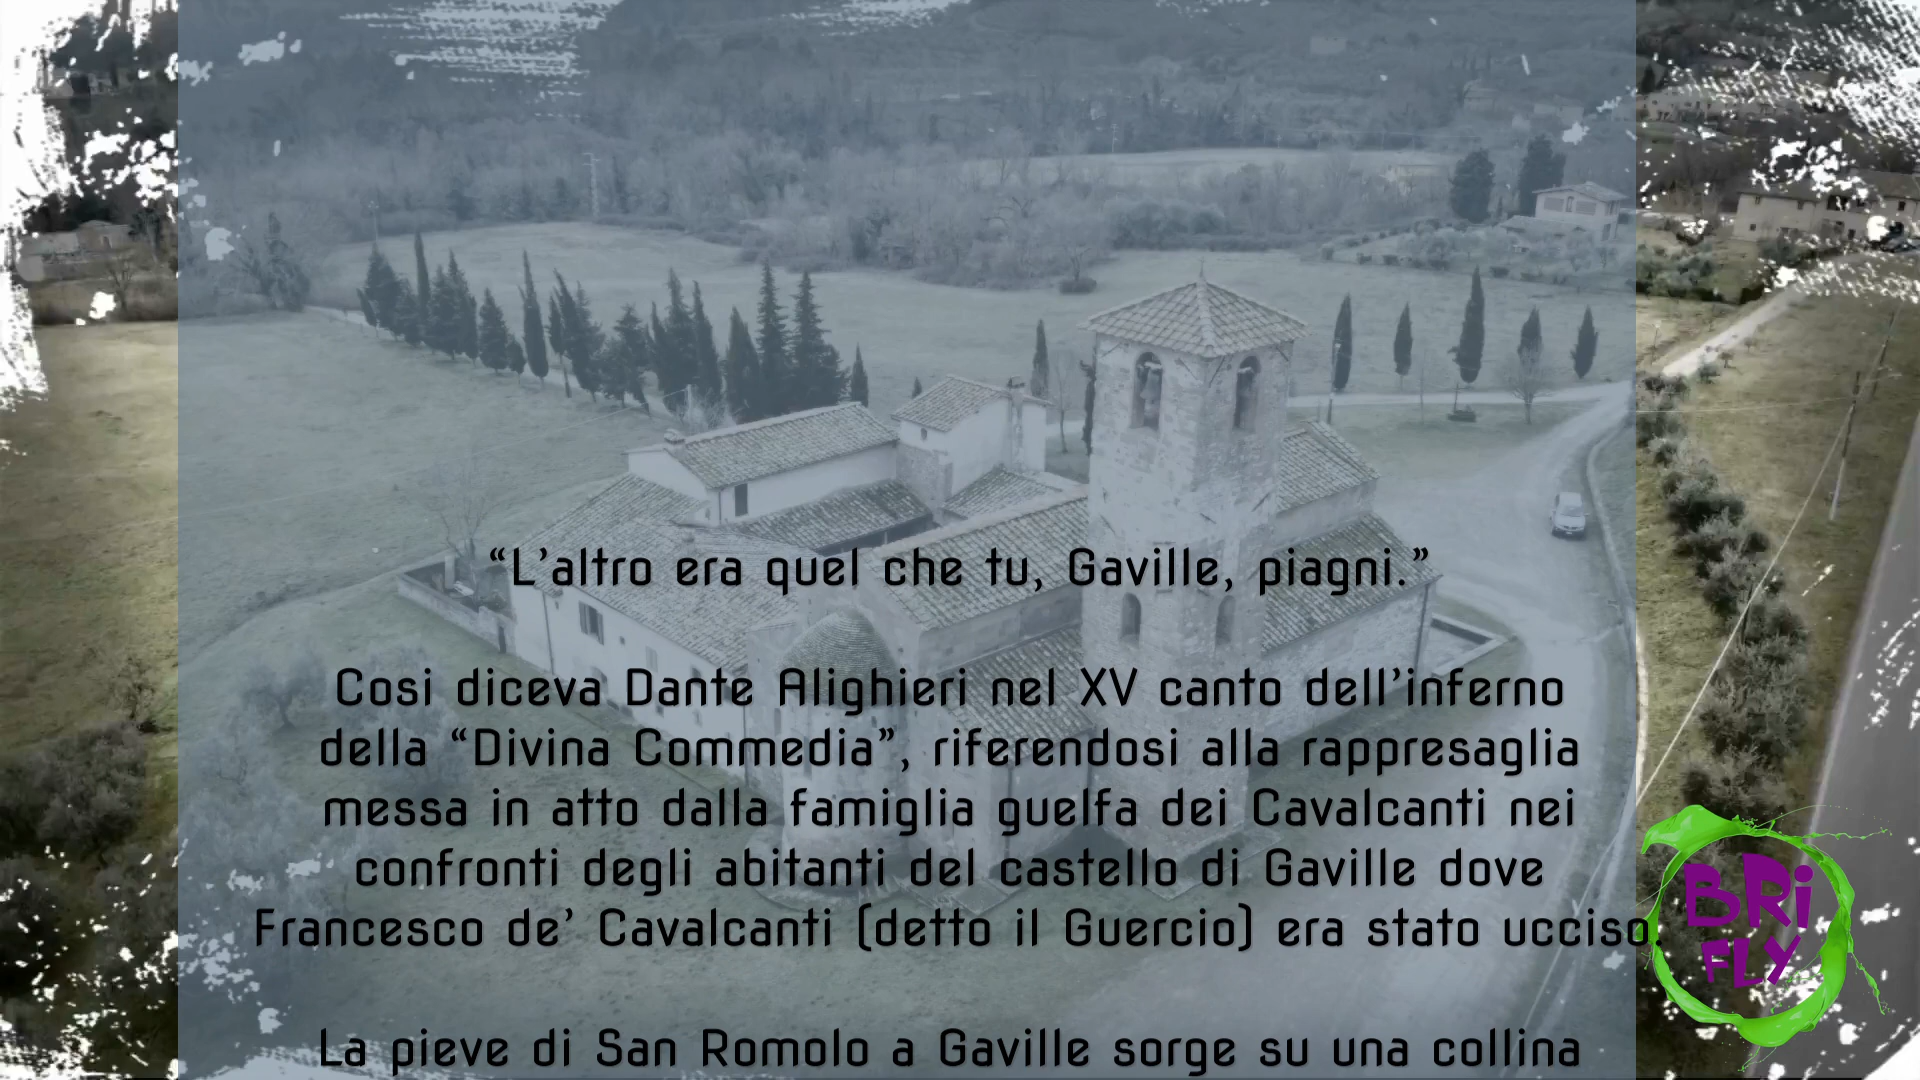 “L’altro era quel che tu, Gaville, piagni.”
Cosi diceva Dante Alighieri nel XV canto dell’inferno
della “Divina Commedia”, riferendosi alla rappresaglia
messa in atto dalla famiglia guelfa dei Cavalcanti nei
confronti degli abitanti del castello di Gaville dove
Francesco de’ Cavalcanti (detto il Guercio) era stato ucciso.
La pieve di San Romolo a Gaville sorge su una collina
BRi
FLY